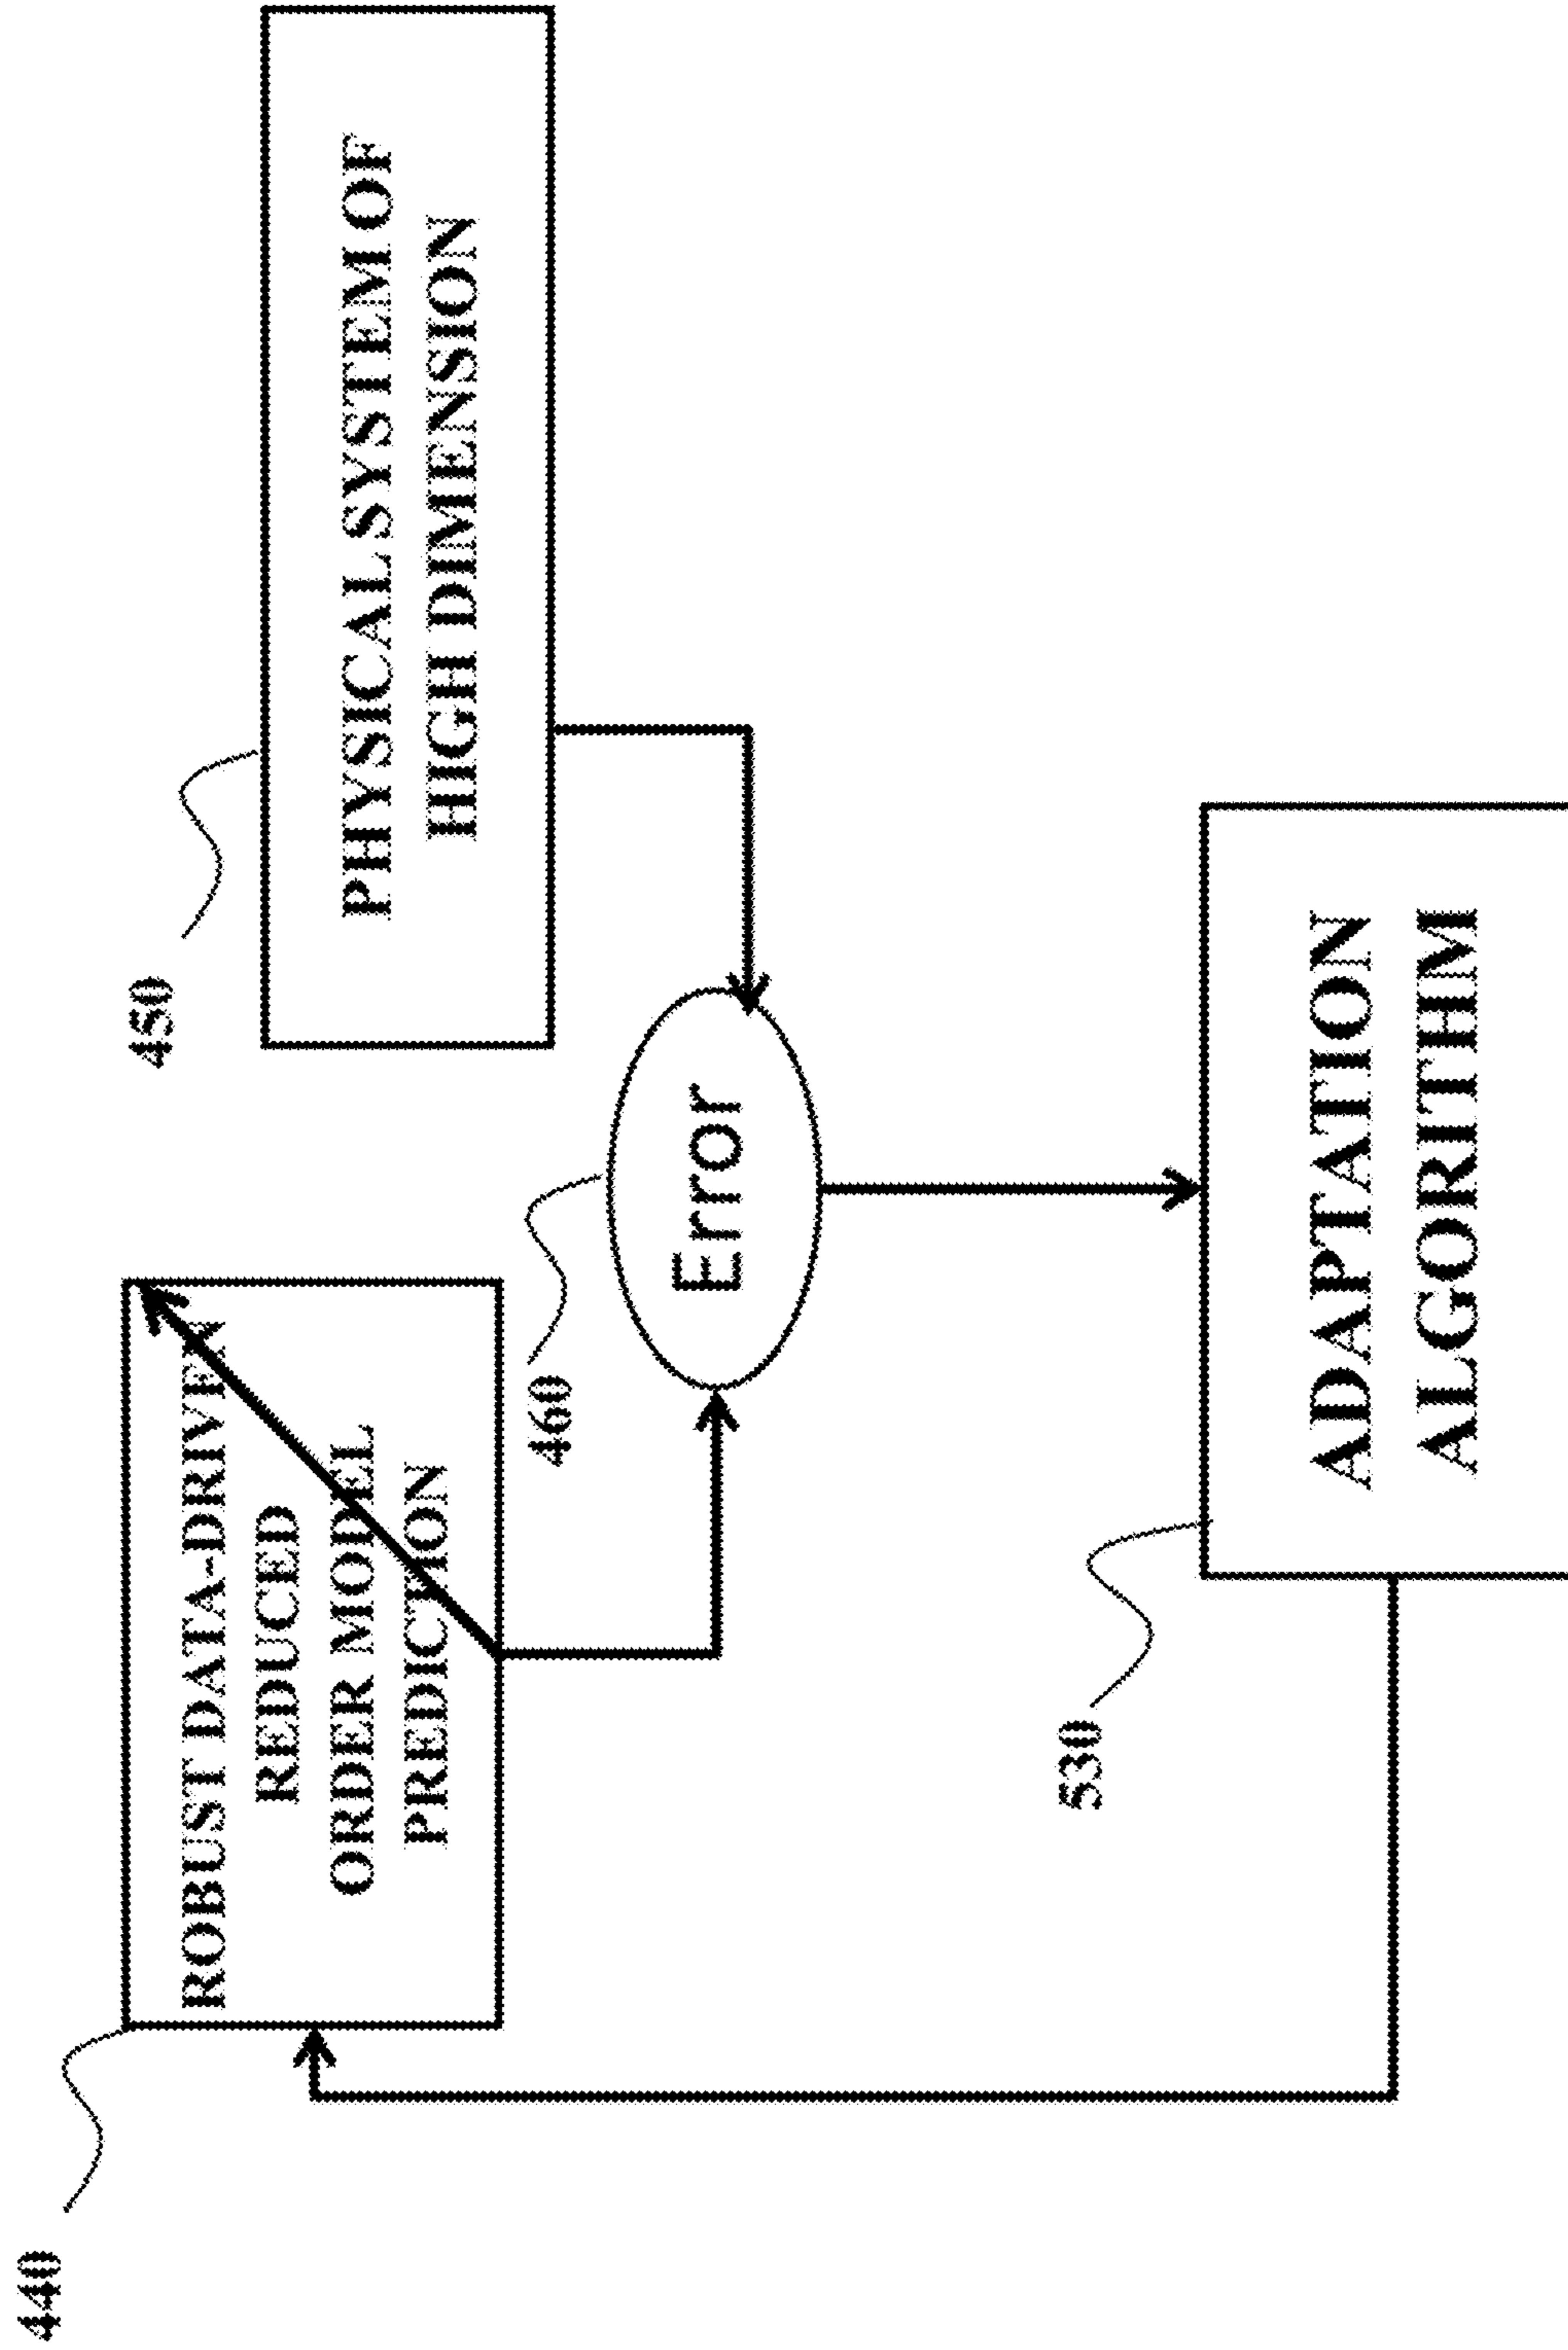 440
ROBUST DATA-DRIVEN
REDUCED
ORDER MODEL
PREDICTION
450
PHYSICAL SYSTEM OF
HIGH DIMENSION
460
Error
530
ADAPTATION
ALGORITHM